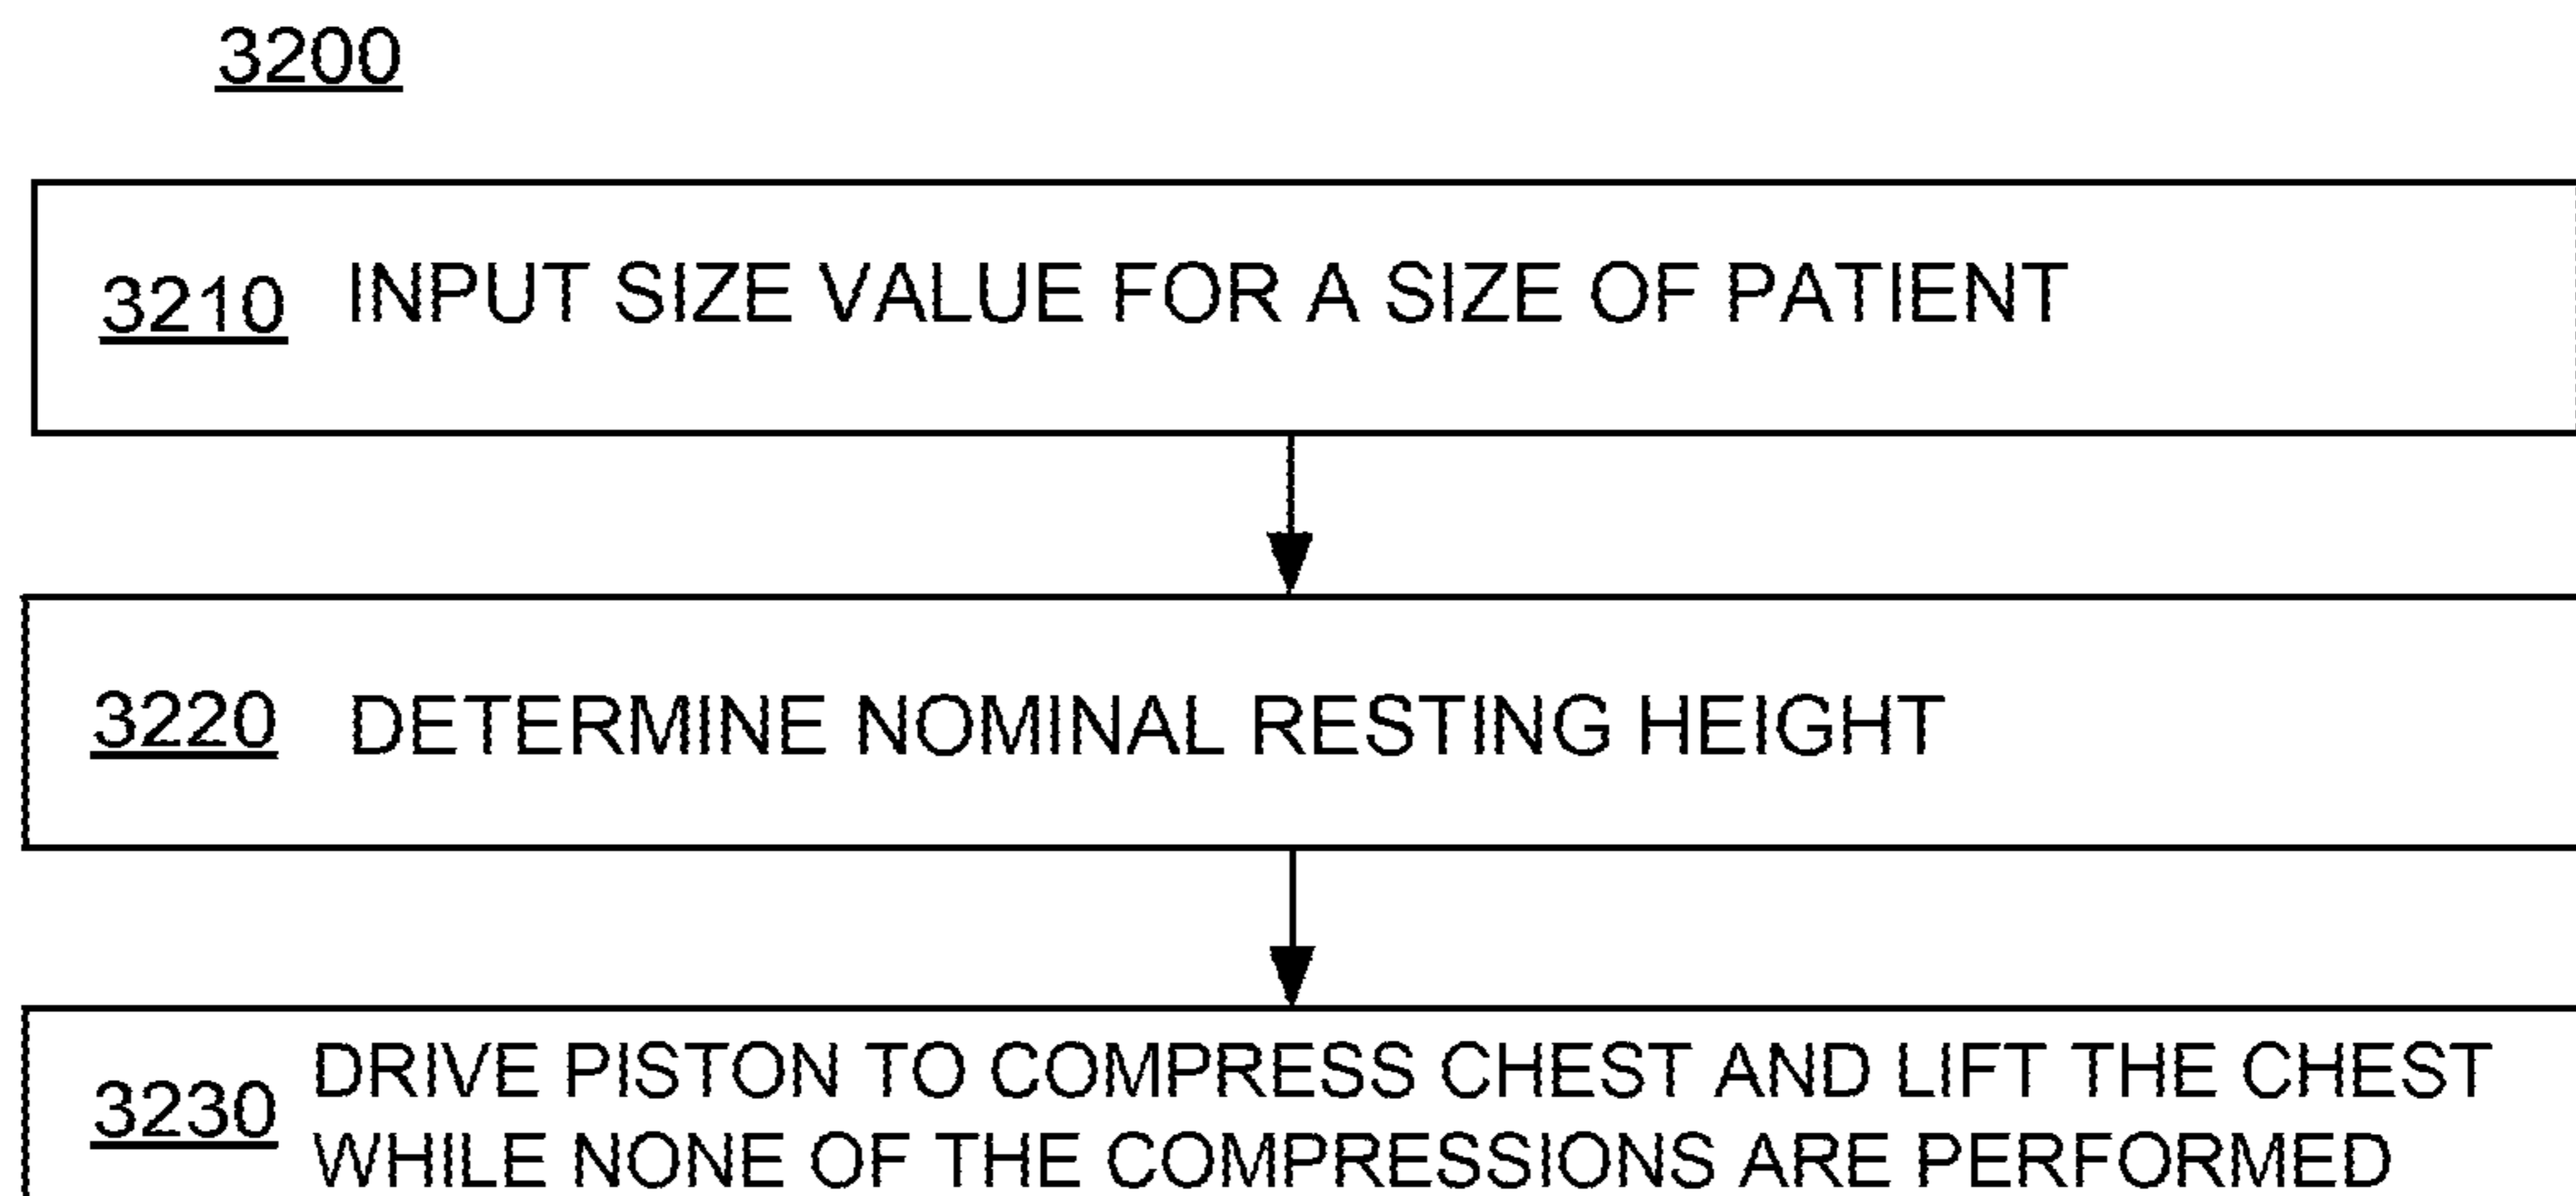 3200
3210 INPUT SIZE VALUE FOR A SIZE OF PATIENT
3220 DETERMINE NOMINAL RESTING HEIGHT
3230 DRIVE PISTON TO COMPRESS CHEST AND LIFT THE CHEST
WHILE NONE OF THE COMPRESSIONS ARE PERFORMED